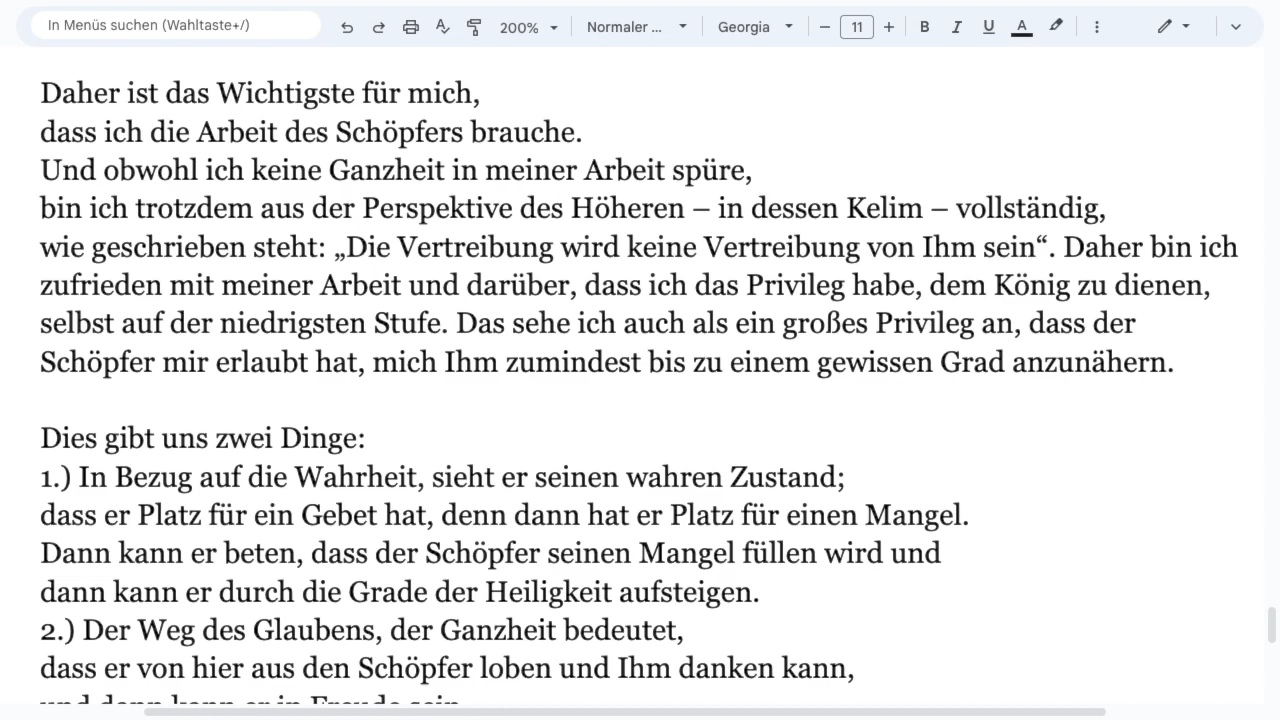 In Menüs suchen (Wahltaste+/) 200% Normaler ... Georgia 11 B I U A
Daher ist das Wichtigste für mich,
dass ich die Arbeit des Schöpfers brauche.
Und obwohl ich keine Ganzheit in meiner Arbeit spüre,
bin ich trotzdem aus der Perspektive des Höheren – in dessen Kelim – vollständig,
wie geschrieben steht: „Die Vertreibung wird keine Vertreibung von Ihm sein“. Daher bin ich
zufrieden mit meiner Arbeit und darüber, dass ich das Privileg habe, dem König zu dienen,
selbst auf der niedrigsten Stufe. Das sehe ich auch als ein großes Privileg an, dass der
Schöpfer mir erlaubt hat, mich Ihm zumindest bis zu einem gewissen Grad anzunähern.
Dies gibt uns zwei Dinge:
1.) In Bezug auf die Wahrheit, sieht er seinen wahren Zustand;
dass er Platz für ein Gebet hat, denn dann hat er Platz für einen Mangel.
Dann kann er beten, dass der Schöpfer seinen Mangel füllen wird und
dann kann er durch die Grade der Heiligkeit aufsteigen.
2.) Der Weg des Glaubens, der Ganzheit bedeutet,
dass er von hier aus den Schöpfer loben und Ihm danken kann,
und dann kann er in Freude sein